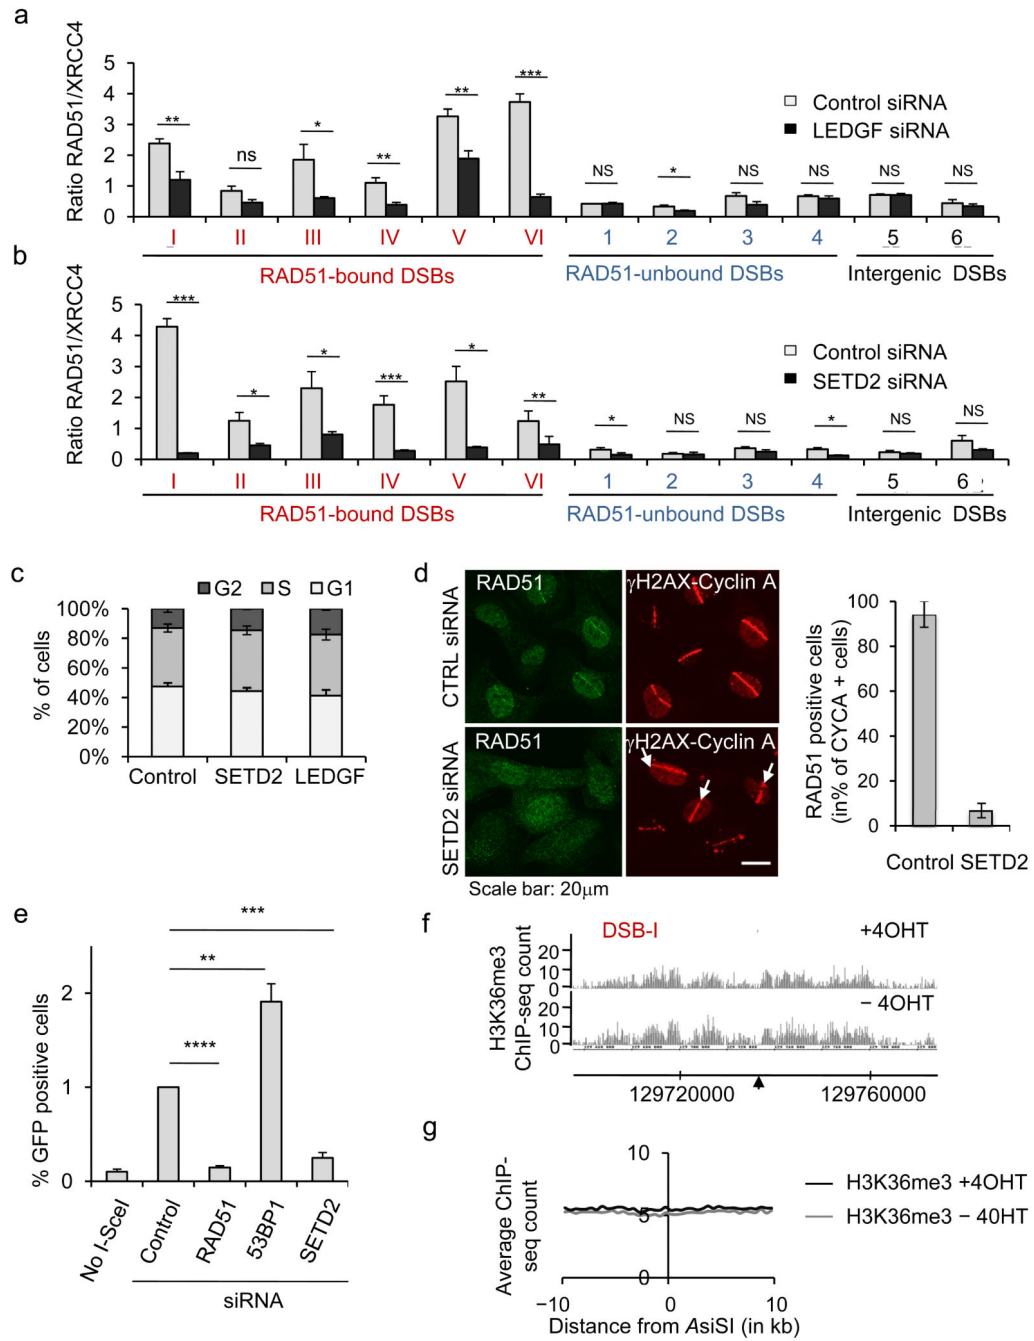 a
Ratio RAD51/XRCC4
5
4
3
2
1
0
** ns * ** ** *** NS * NS NS NS NS
Control siRNA
LEDGF siRNA
I II III IV V VI 1 2 3 4 5 6
RAD51-bound DSBs RAD51-unbound DSBs Intergenic DSBs
b
Ratio RAD51/XRCC4
5
4
3
2
1
0
*** * * *** * ** * NS NS * NS NS
Control siRNA
SETD2 siRNA
I II III IV V VI 1 2 3 4 5 6
RAD51-bound DSBs RAD51-unbound DSBs Intergenic DSBs
c
G2 S G1
% of cells
100%
80%
60%
40%
20%
0%
Control SETD2 LEDGF
d
CTRL siRNA
RAD51 γH2AX-Cyclin A
SETD2 siRNA
RAD51 γH2AX-Cyclin A
Scale bar: 20μm
RAD51 positive cells
(in% of CYCA + cells)
100
80
60
40
20
0
Control SETD2
e
% GFP positive cells
2
1
0
***
**
****
No I-SceI Control RAD51 53BP1 SETD2
siRNA
f
H3K36me3
ChIP-seq count
DSB-I +4OHT
20
10
0
− 4OHT
20
10
0
129720000 129760000
g
Average ChIP-
seq count
10
5
0
−10 0 10
Distance from AsiSI (in kb)
H3K36me3 +4OHT
H3K36me3 − 4OHT